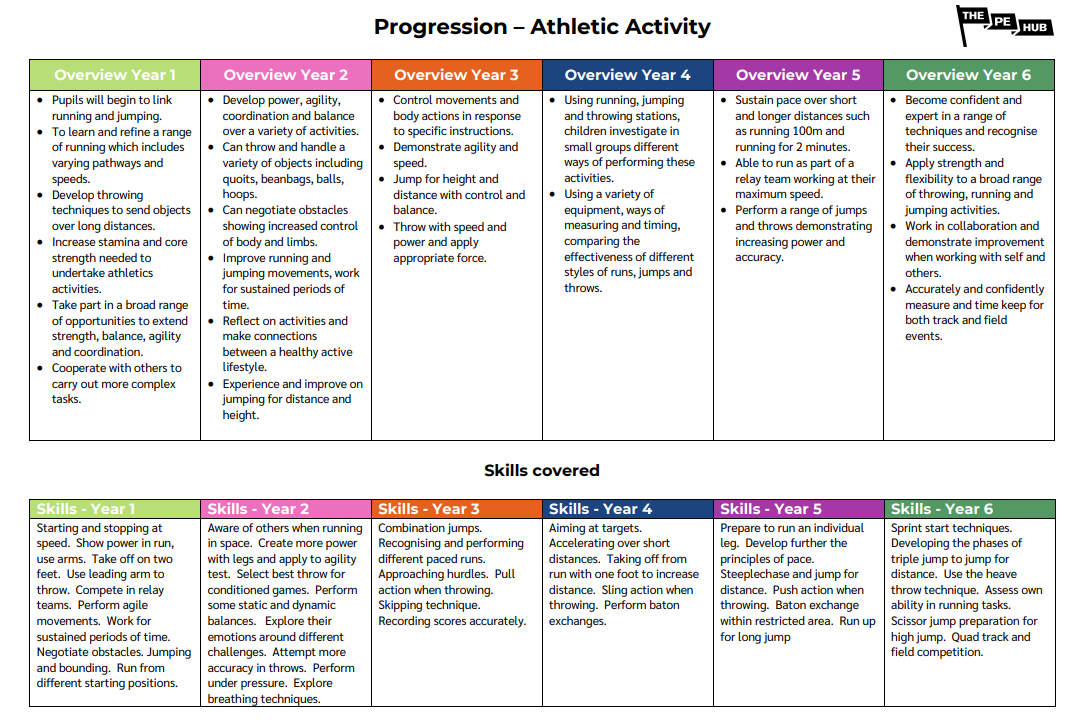 Progression – Athletic Activity
THE PE HUB
Overview Year 1
• Pupils will begin to link
running and jumping.
• To learn and refine a range
of running which includes
varying pathways and
speeds.
• Develop throwing
techniques to send objects
over long distances.
• Increase stamina and core
strength needed to
undertake athletics
activities.
• Take part in a broad range
of opportunities to extend
strength, balance, agility
and coordination.
• Cooperate with others to
carry out more complex
tasks.
Overview Year 2
• Develop power, agility,
coordination and balance
over a variety of activities.
• Can throw and handle a
variety of objects including
quoits, beanbags, balls,
hoops.
• Can negotiate obstacles
showing increased control
of body and limbs.
• Improve running and
jumping movements, work
for sustained periods of
time.
• Reflect on activities and
make connections
between a healthy active
lifestyle.
• Experience and improve on
jumping for distance and
height.
Overview Year 3
• Control movements and
body actions in response
to specific instructions.
• Demonstrate agility and
speed.
• Jump for height and
distance with control and
balance.
• Throw with speed and
power and apply
appropriate force.
Overview Year 4
• Using running, jumping
and throwing stations,
children investigate in
small groups different
ways of performing these
activities.
• Using a variety of
equipment, ways of
measuring and timing,
comparing the
effectiveness of different
styles of runs, jumps and
throws.
Overview Year 5
• Sustain pace over short
and longer distances such
as running 100m and
running for 2 minutes.
• Able to run as part of a
relay team working at their
maximum speed.
• Perform a range of jumps
and throws demonstrating
increasing power and
accuracy.
Overview Year 6
• Become confident and
expert in a range of
techniques and recognise
their success.
• Apply strength and
flexibility to a broad range
of throwing, running and
jumping activities.
• Work in collaboration and
demonstrate improvement
when working with self and
others.
• Accurately and confidently
measure and time keep for
both track and field
events.
Skills covered
Skills - Year 1
Starting and stopping at
speed. Show power in run,
use arms. Take off on two
feet. Use leading arm to
throw. Compete in relay
teams. Perform agile
movements. Work for
sustained periods of time.
Negotiate obstacles. Jumping
and bounding. Run from
different starting positions.
Skills - Year 2
Aware of others when running
in space. Create more power
with legs and apply to agility
test. Select best throw for
conditioned games. Perform
some static and dynamic
balances. Explore their
emotions around different
challenges. Attempt more
accuracy in throws. Perform
under pressure. Explore
breathing techniques.
Skills - Year 3
Combination jumps.
Recognising and performing
different paced runs.
Approaching hurdles. Pull
action when throwing.
Skipping technique.
Recording scores accurately.
Skills - Year 4
Aiming at targets.
Accelerating over short
distances. Taking off from
run with one foot to increase
distance. Sling action when
throwing. Perform baton
exchanges.
Skills - Year 5
Prepare to run an individual
leg. Develop further the
principles of pace.
Steeplechase and jump for
distance. Push action when
throwing. Baton exchange
within restricted area. Run up
for long jump
Skills - Year 6
Sprint start techniques.
Developing the phases of
triple jump to jump for
distance. Use the heave
throw technique. Assess own
ability in running tasks.
Scissor jump preparation for
high jump. Quad track and
field competition.